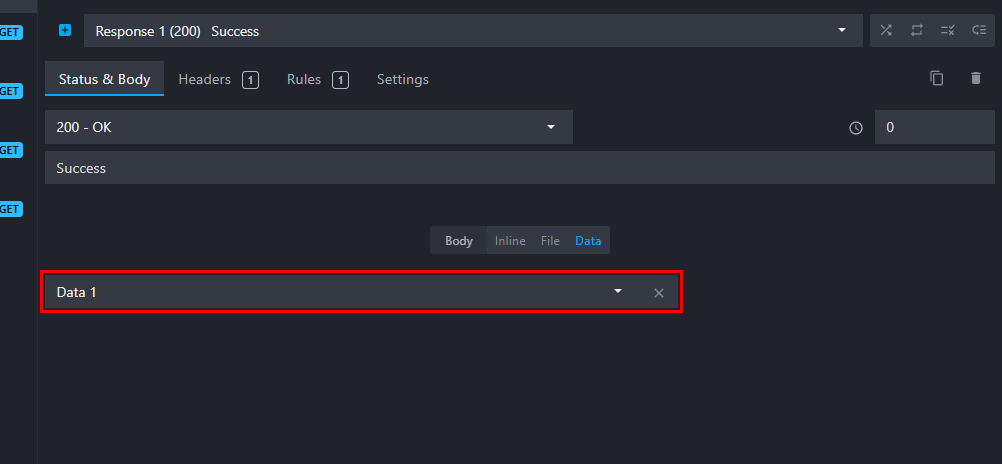 GET
Response 1 (200) Success
Status & Body Headers 1 Rules 1 Settings
GET
200 - OK 0
GET
Success
GET
Body Inline File Data
Data 1